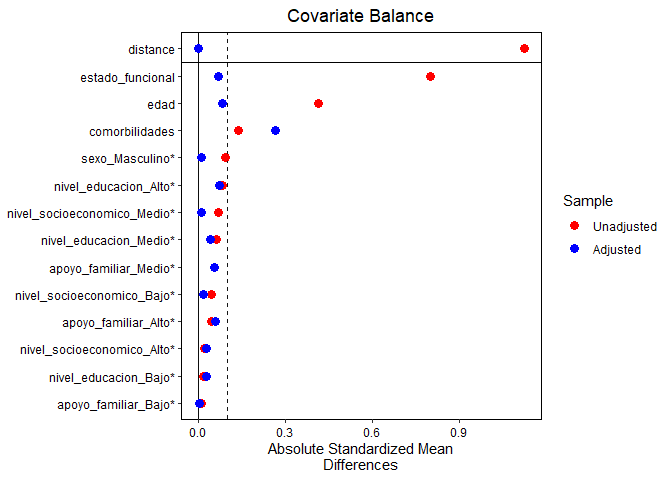 Covariate Balance
distance
estado_funcional
edad
comorbilidades
sexo_Masculino*
nivel_educacion_Alto*
nivel_socioeconomico_Medio*
nivel_educacion_Medio*
apoyo_familiar_Medio*
nivel_socioeconomico_Bajo*
apoyo_familiar_Alto*
nivel_socioeconomico_Alto*
nivel_educacion_Bajo*
apoyo_familiar_Bajo*
0.0 0.3 0.6 0.9
Absolute Standardized Mean
Differences
Sample
Unadjusted
Adjusted